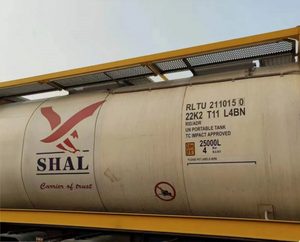 SHAL
Carrier of trust
RLTU 211015 0
22K2 T11 L4BN
RID/ADR
UN PORTABLE TANK
TC IMPACT APPROVED
25000L
4